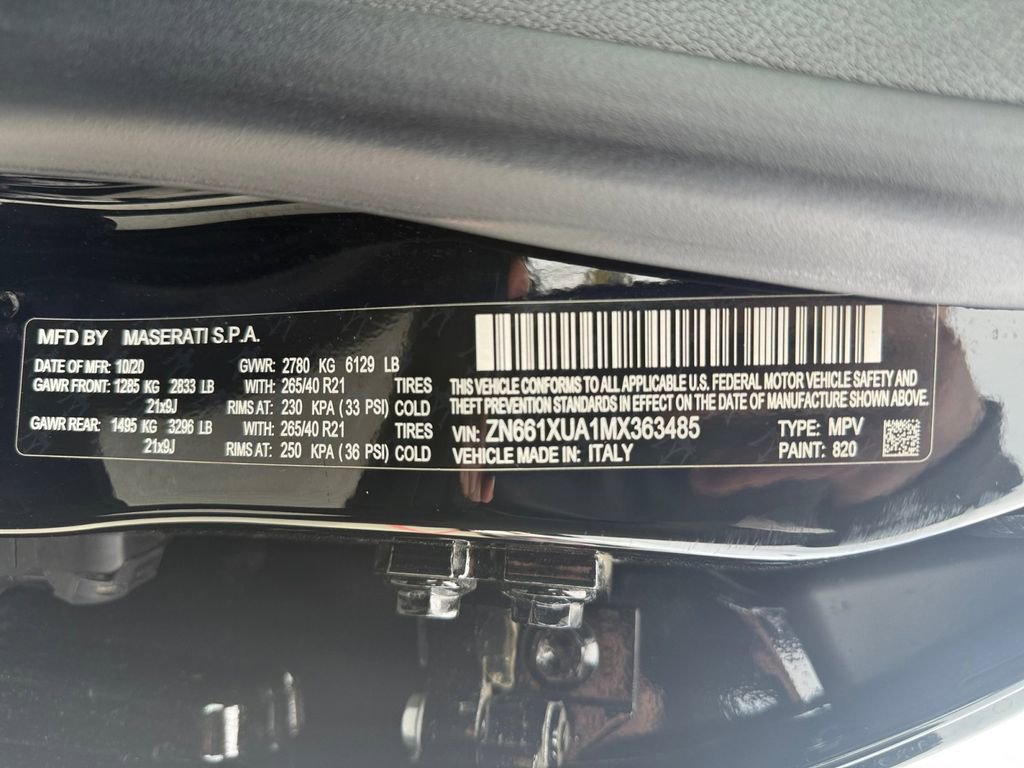 MFD BY MASERATI S.P.A.
DATE OF MFR: 10/20 GVWR: 2780 KG 6129 LB
GAWR FRONT: 1285 KG 2833 LB WITH: 265/40 R21 TIRES
21x9J RIMS AT: 230 KPA (33 PSI) COLD
GAWR REAR: 1495 KG 3296 LB WITH: 265/40 R21 TIRES
21x9J RIMS AT: 250 KPA (36 PSI) COLD
THIS VEHICLE CONFORMS TO ALL APPLICABLE U.S. FEDERAL MOTOR VEHICLE SAFETY AND
THEFT PREVENTION STANDARDS IN EFFECT ON THE DATE OF MANUFACTURE SHOWN ABOVE.
VIN: ZN661XUA1MX363485 TYPE: MPV
VEHICLE MADE IN: ITALY PAINT: 820